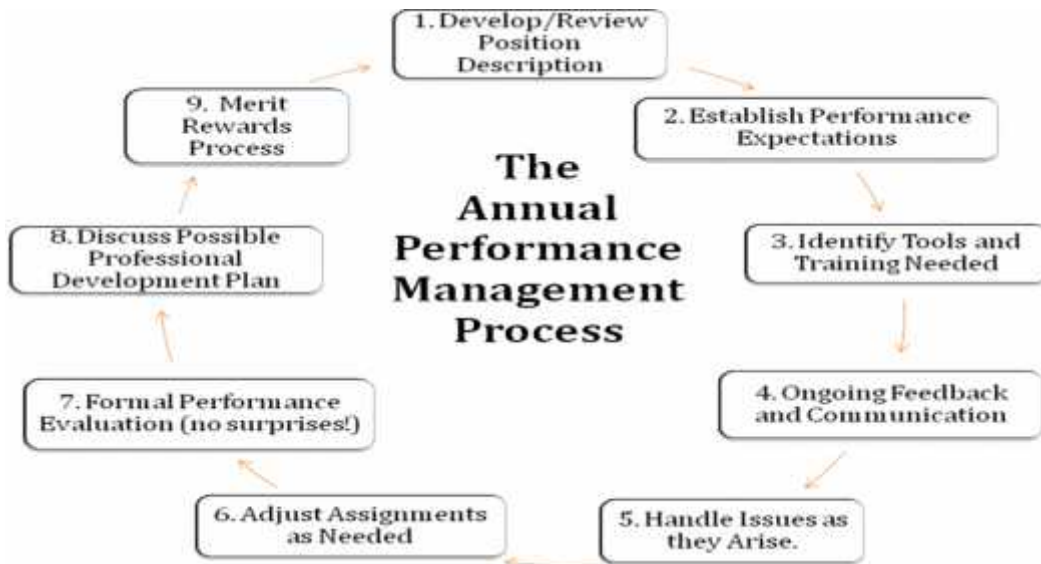 1. Develop/Review
Position
Description
2. Establish Performance
Expectations
3. Identify Tools and
Training Needed
4. Ongoing Feedback
and Communication
5. Handle Issues as
they Arise.
6. Adjust Assignments
as Needed
7. Formal Performance
Evaluation (no surprises!)
8. Discuss Possible
Professional
Development Plan
9. Merit
Rewards
Process
The
Annual
Performance
Management
Process